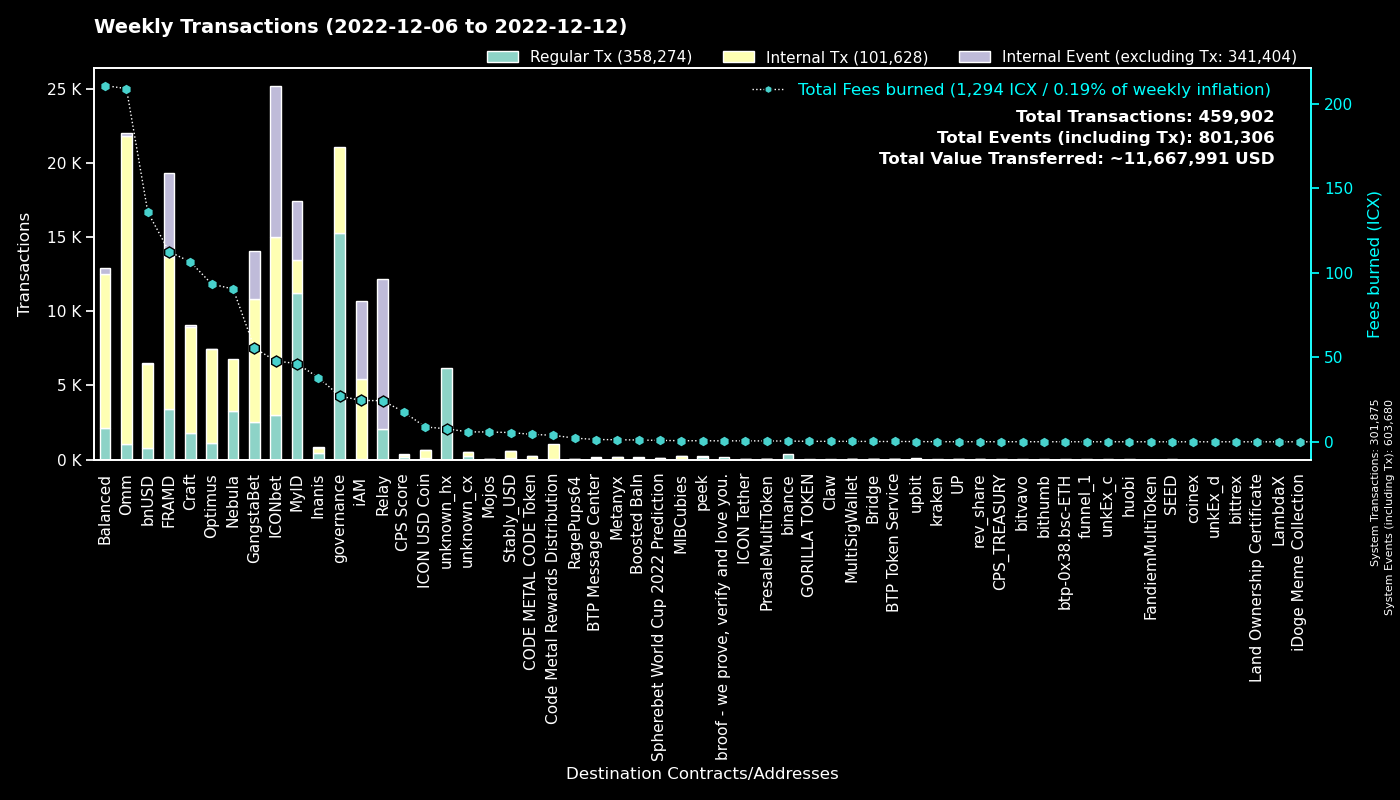 Weekly Transactions (2022-12-06 to 2022-12-12)
Regular Tx (358,274)
Internal Tx (101,628)
Internal Event (excluding Tx: 341,404)
Total Fees burned (1,294 ICX / 0.19% of weekly inflation)
Total Transactions: 459,902
Total Events (including Tx): 801,306
Total Value Transferred: ~11,667,991 USD
Transactions
25 K
20 K
15 K
10 K
5 K
0 K
200
150
100
50
0
Fees burned (ICX)
System Transactions: 301,875
System Events (including Tx): 603,680
Balanced
Omm
bnUSD
FRAMD
Craft
Optimus
Nebula
GangstaBet
ICONbet
MyID
Inanis
governance
iAM
Relay
CPS Score
ICON USD Coin
unknown_hx
unknown_cx
Mojos
Stably_USD
CODE METAL CODE Token
Code Metal Rewards Distribution
RagePups64
BTP Message Center
Metanyx
Boosted Baln
Spherebet World Cup 2022 Prediction
MIBCubies
peek
broof - we prove, verify and love you.
ICON Tether
PresaleMultiToken
binance
GORILLA TOKEN
Claw
MultiSigWallet
Bridge
BTP Token Service
upbit
kraken
UP
rev_share
CPS_TREASURY
bitvavo
bithumb
btp-0x38.bsc-ETH
funnel_1
unkEx_c
huobi
FandiemMultiToken
SEED
coinex
unkEx_d
bittrex
Land Ownership Certificate
LambdaX
iDoge Meme Collection
Destination Contracts/Addresses